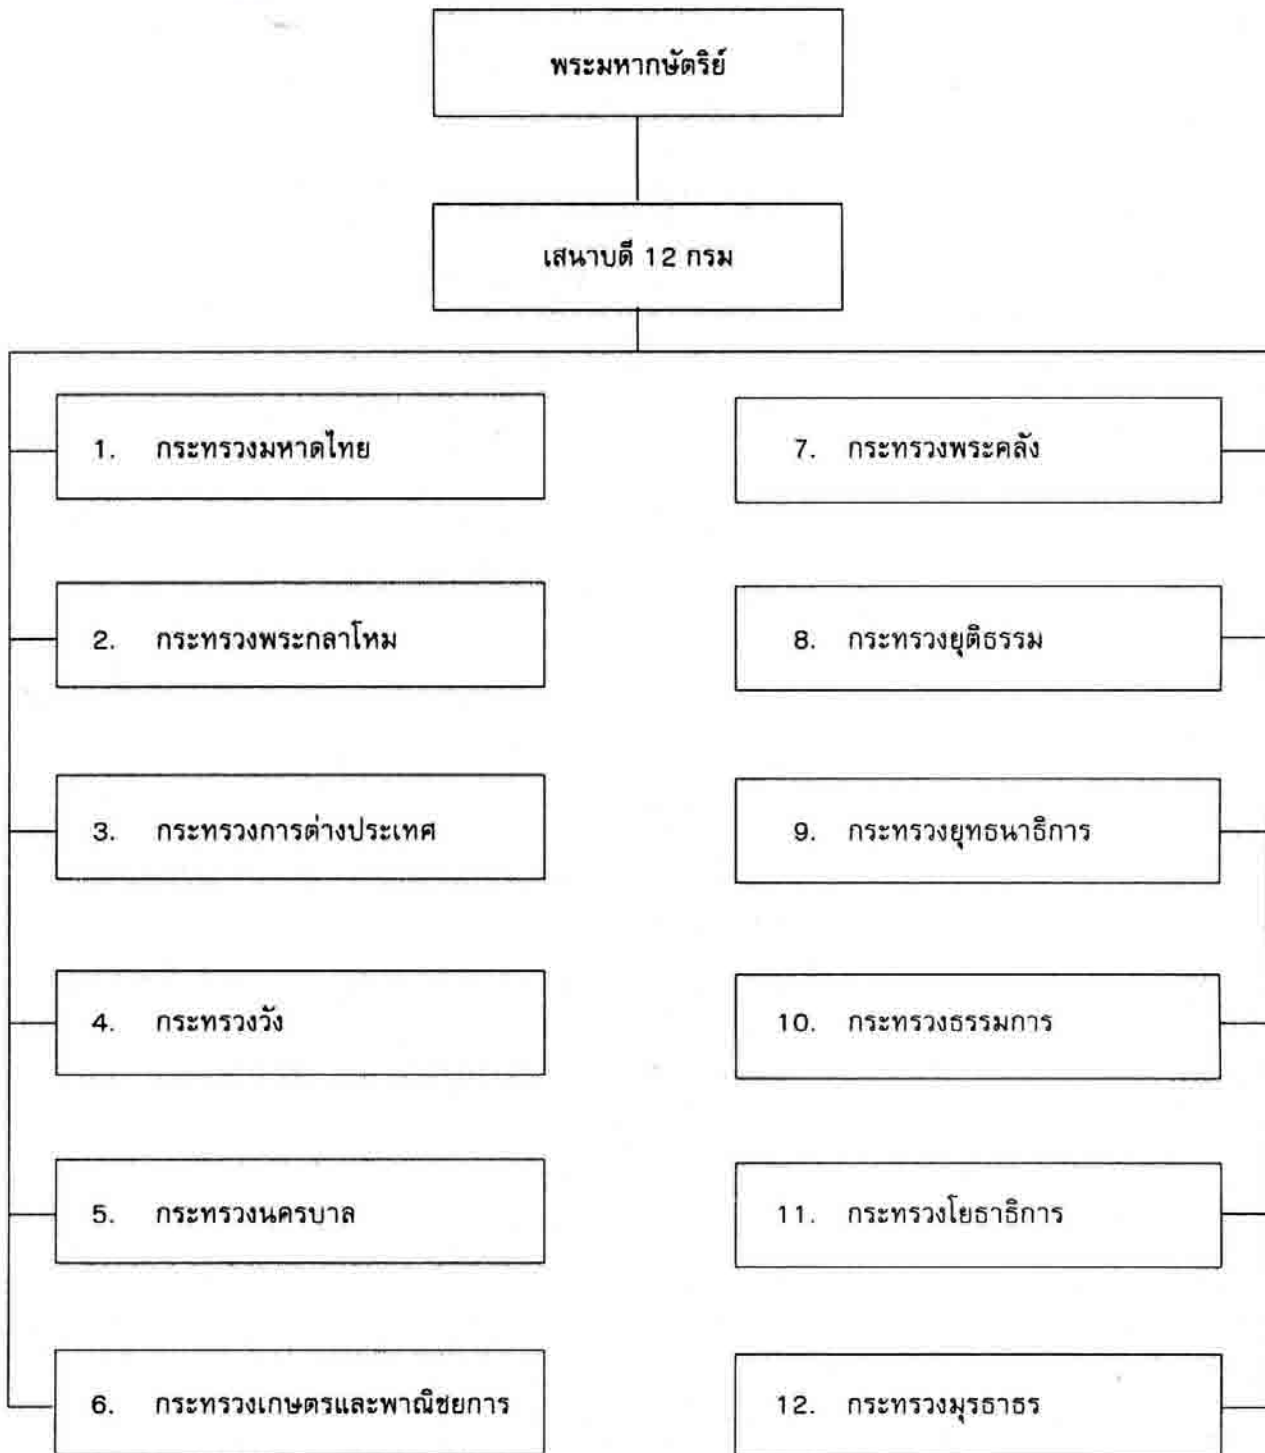 พระมหากษัตริย์
เสนาบดี 12 กรม
1. กระทรวงมหาดไทย
2. กระทรวงพระกลาโหม
3. กระทรวงการต่างประเทศ
4. กระทรวงวัง
5. กระทรวงนครบาล
6. กระทรวงเกษตรและพาณิชยการ
7. กระทรวงพระคลัง
8. กระทรวงยุติธรรม
9. กระทรวงยุทธนาธิการ
10. กระทรวงธรรมการ
11. กระทรวงโยธาธิการ
12. กระทรวงมุรธาธร